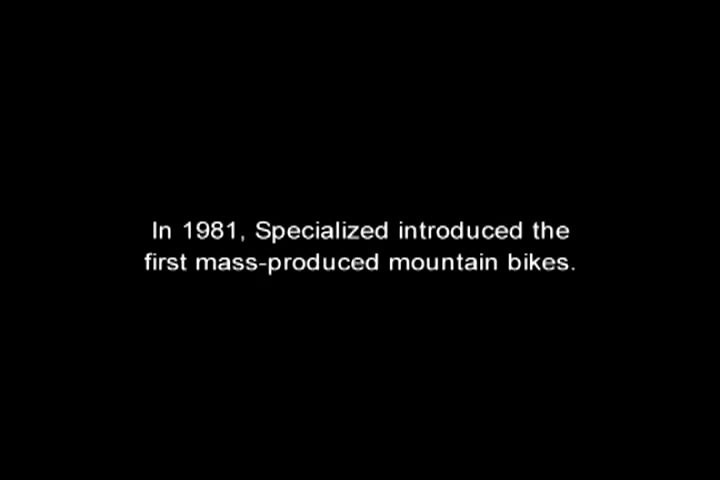 In 1981, Specialized introduced the
first mass-produced mountain bikes.